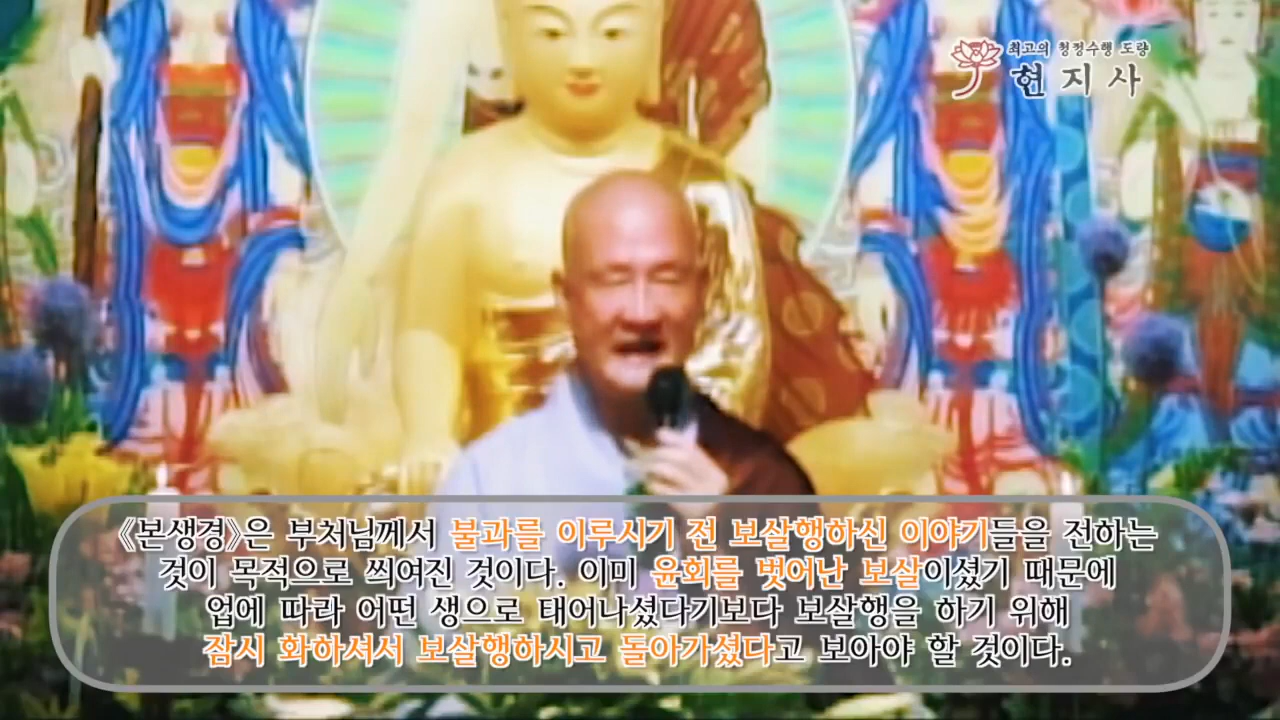 최고의 청정수행 도량
현지사
《본생경》은 부처님께서 불과를 이루시기 전 보살행하신 이야기들을 전하는
것이 목적으로 씌여진 것이다. 이미 윤회를 벗어난 보살이셨기 때문에
업에 따라 어떤 생으로 태어나셨다기보다 보살행을 하기 위해
잠시 화하셔서 보살행하시고 돌아가셨다고 보아야 할 것이다.